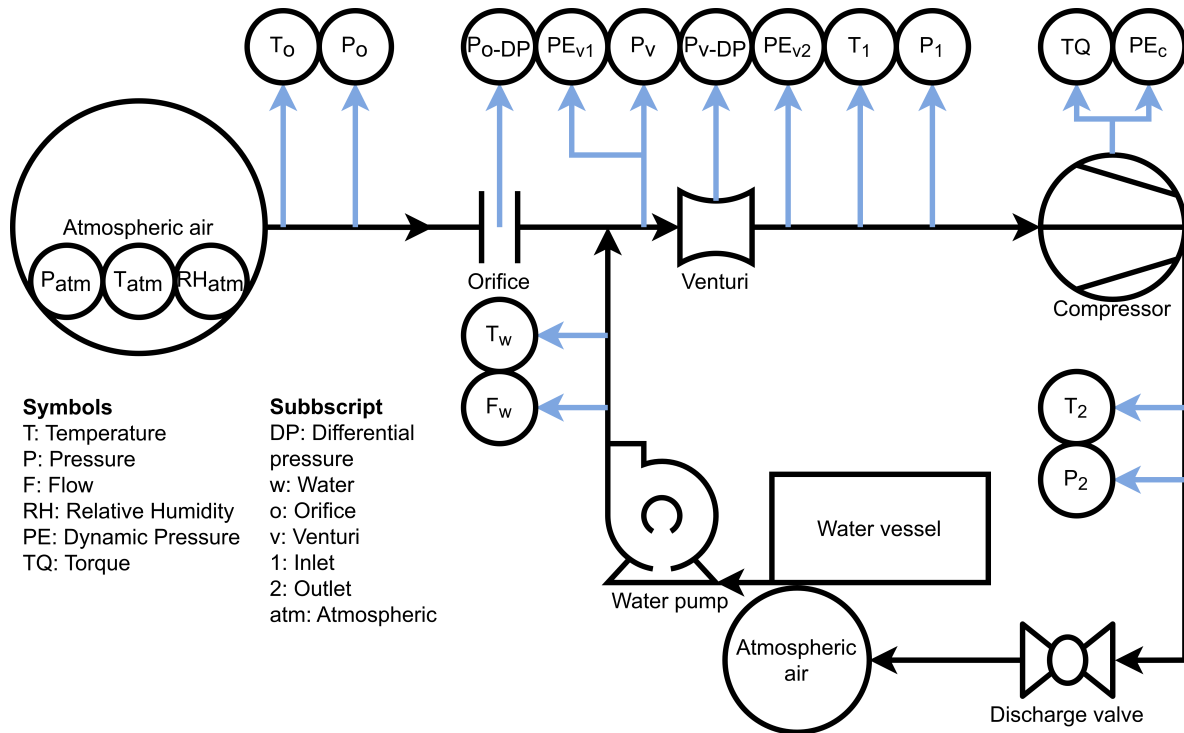 To Po Po-DP PEv1 Pv Pv-DP PEv2 T1 P1 TQ PEc
Atmospheric air
Patm Tatm RHatm
Orifice
Venturi
Compressor
Tw
Fw
T2
P2
Symbols
T: Temperature
P: Pressure
F: Flow
RH: Relative Humidity
PE: Dynamic Pressure
TQ: Torque
Subbscript
DP: Differential
pressure
w: Water
o: Orifice
v: Venturi
1: Inlet
2: Outlet
atm: Atmospheric
Water vessel
Water pump
Atmospheric
air
Discharge valve